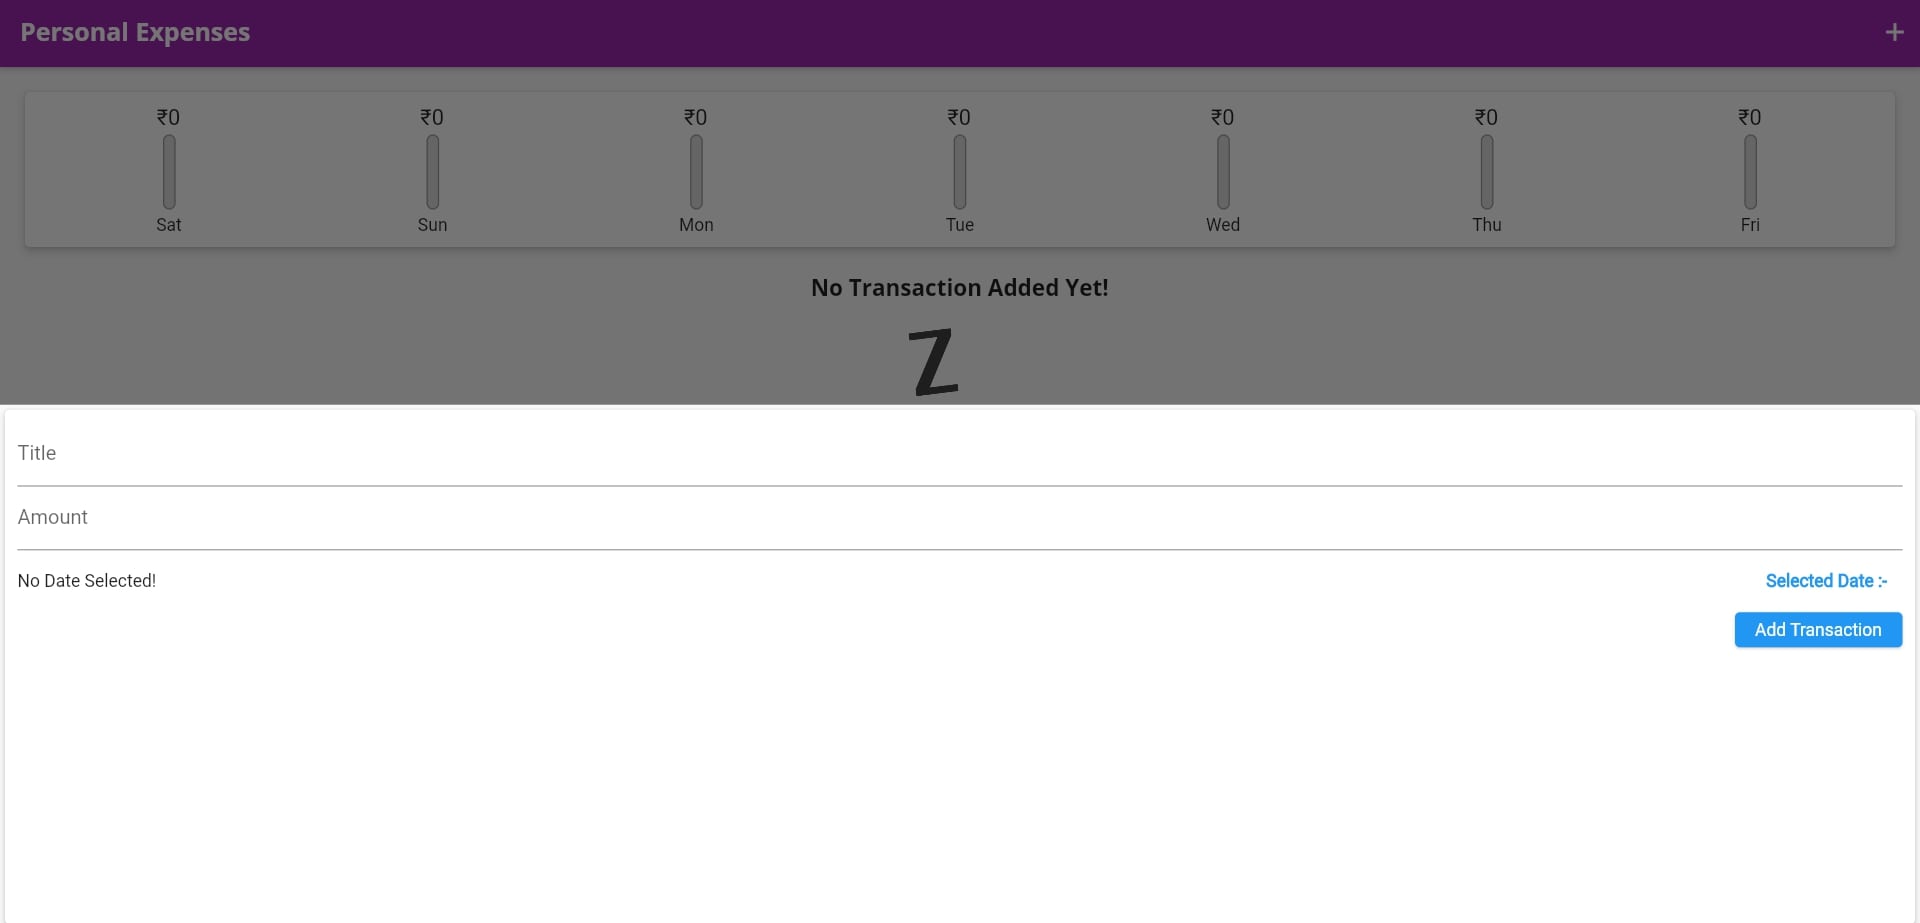 Personal Expenses +
₹0 ₹0 ₹0 ₹0 ₹0 ₹0 ₹0
Sat Sun Mon Tue Wed Thu Fri
No Transaction Added Yet!
Z
Title
Amount
No Date Selected! Selected Date :-
Add Transaction